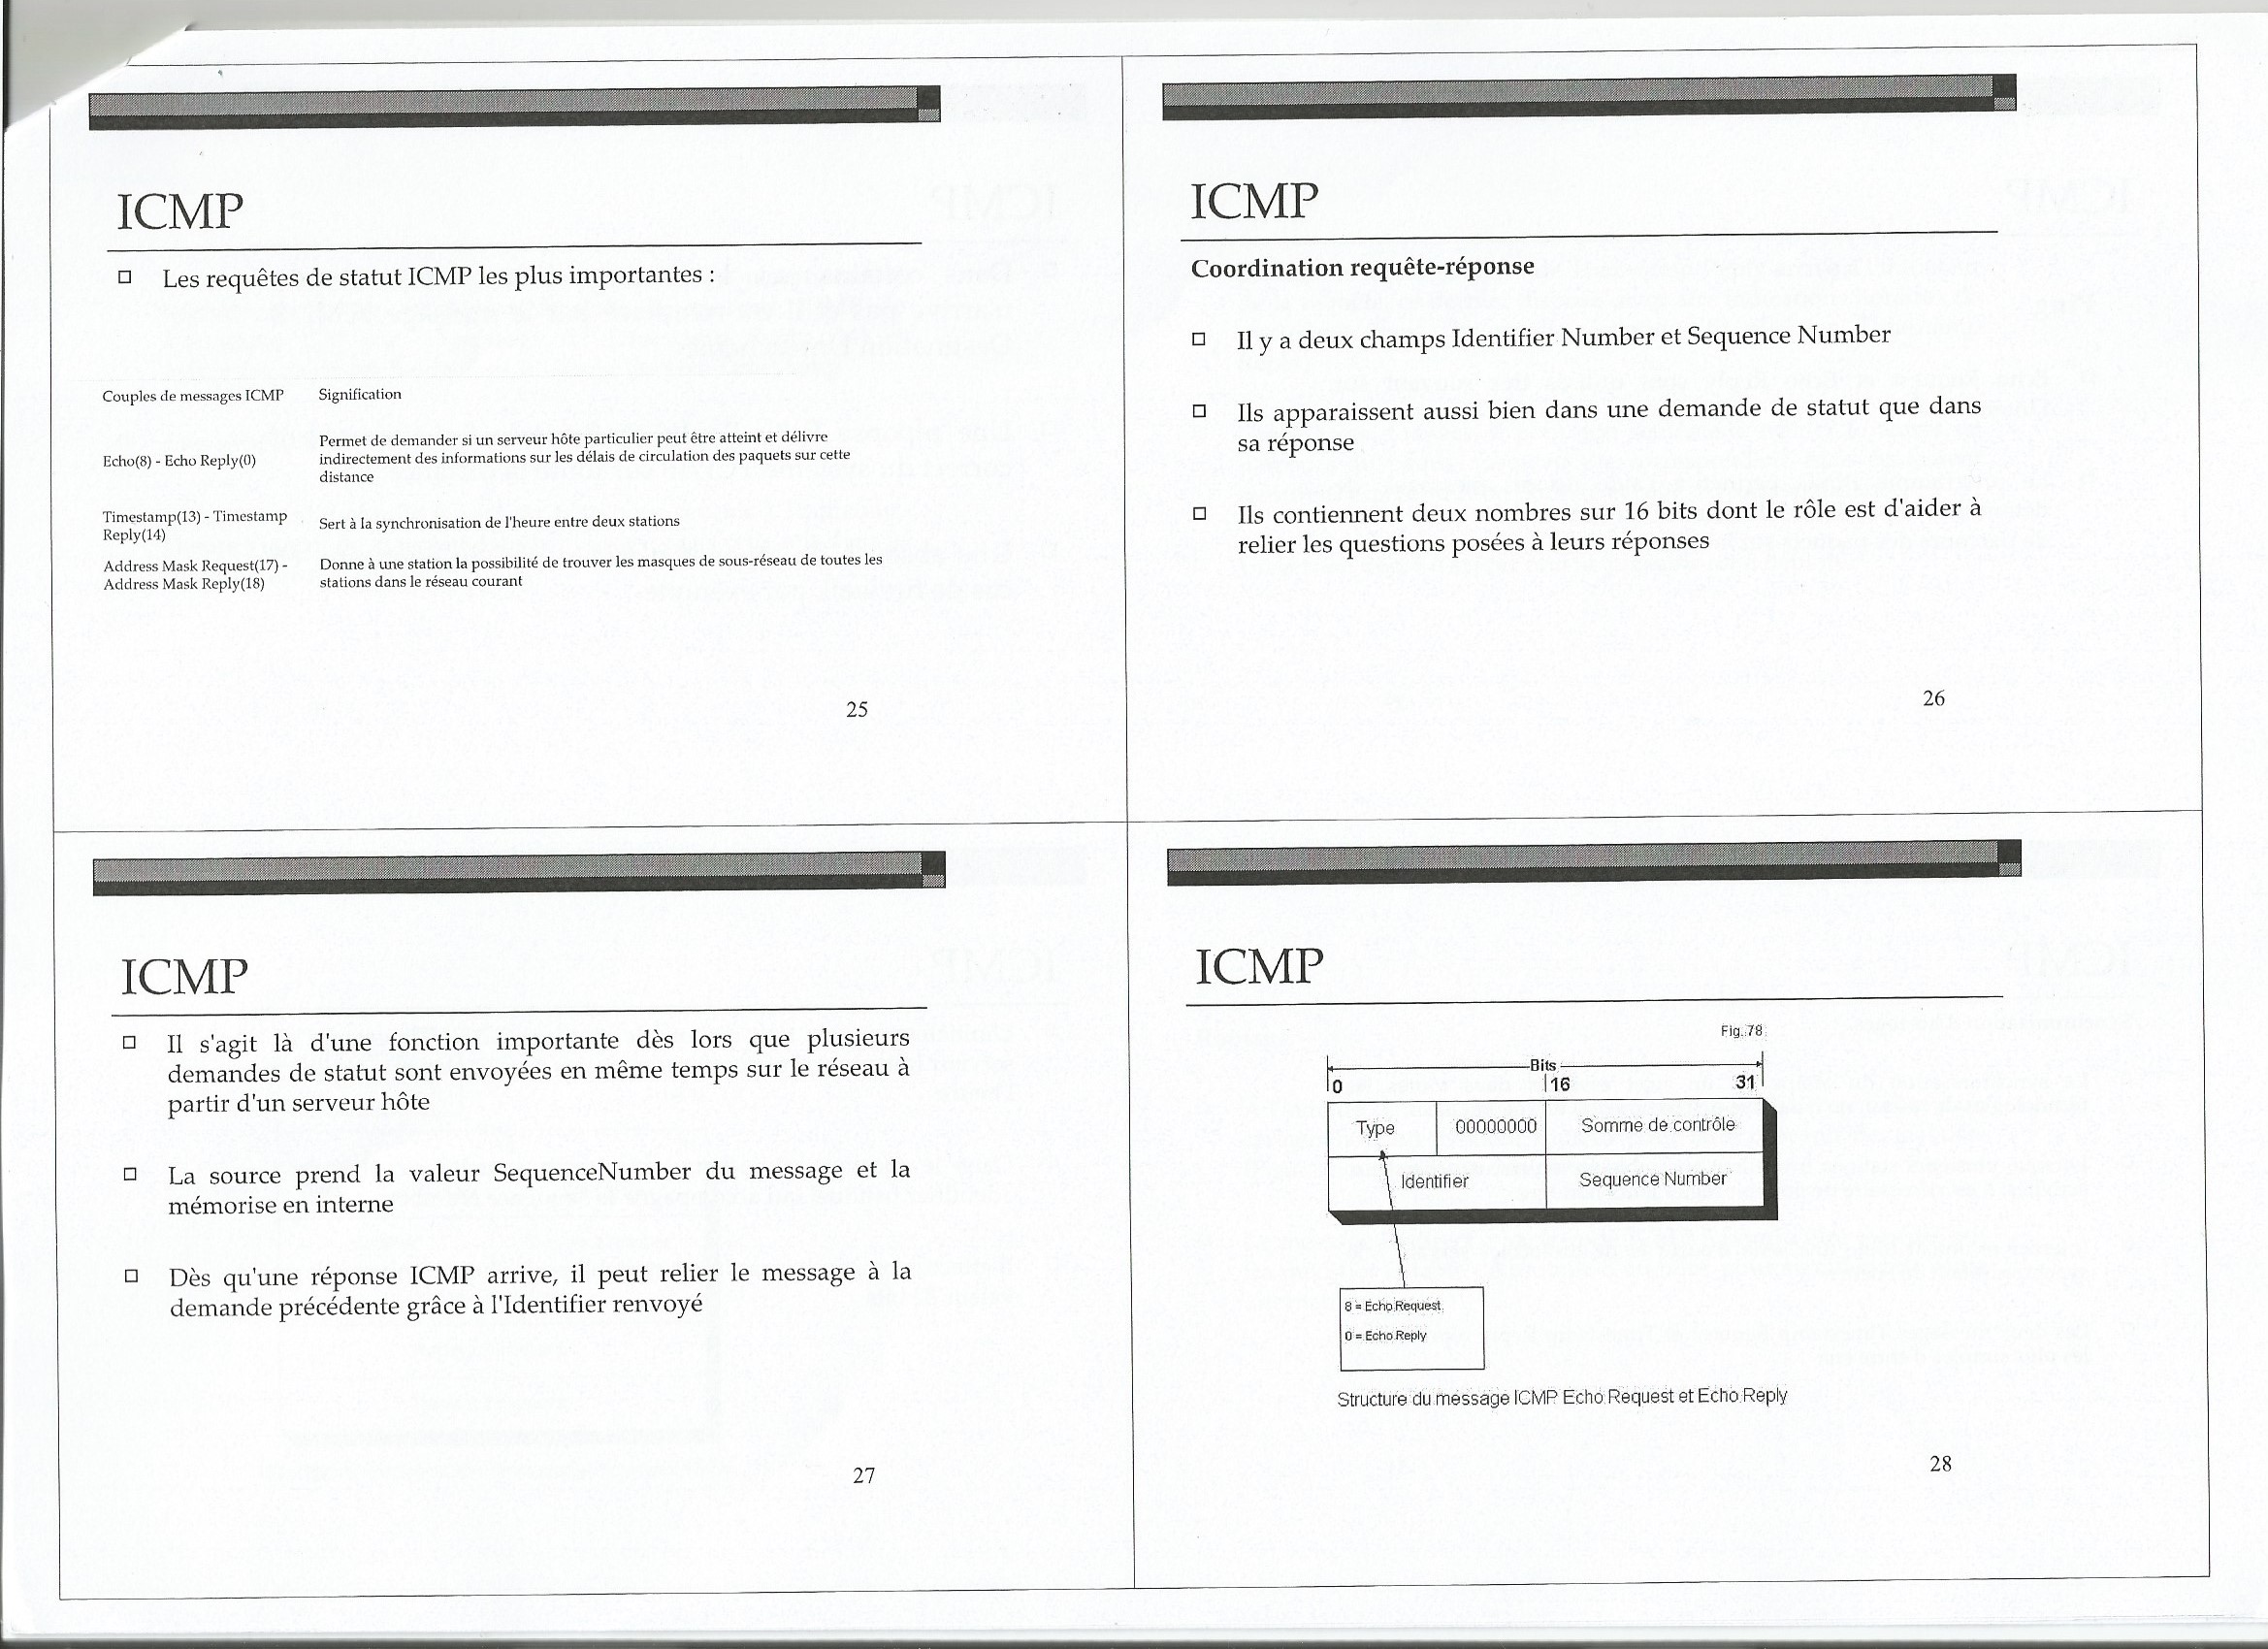 ICMP
Les requêtes de statut ICMP les plus importantes :
Couples de messages ICMP Signification
Echo(8) - Echo Reply(0)
Permet de demander si un serveur hôte particulier peut être atteint et délivre
indirectement des informations sur les délais de circulation des paquets sur cette
distance
Timestamp(13) - Timestamp
Reply(14)
Sert à la synchronisation de l'heure entre deux stations
Address Mask Request(17) -
Address Mask Reply(18)
Donne à une station la possibilité de trouver les masques de sous-réseau de toutes les
stations dans le réseau courant
25
ICMP
Coordination requête-réponse
Il y a deux champs Identifier Number et Sequence Number
Ils apparaissent aussi bien dans une demande de statut que dans
sa réponse
Ils contiennent deux nombres sur 16 bits dont le rôle est d'aider à
relier les questions posées à leurs réponses
26
ICMP
Il s'agit là d'une fonction importante dès lors que plusieurs
demandes de statut sont envoyées en même temps sur le réseau à
partir d'un serveur hôte
La source prend la valeur SequenceNumber du message et la
mémorise en interne
Dès qu'une réponse ICMP arrive, il peut relier le message à la
demande précédente grâce à l'Identifier renvoyé
27
ICMP
Fig. 78
Bits
0 16 31
Type 00000000 Somme de contrôle
Identifier Sequence Number
8 = Echo Request
0 = Echo Reply
Structure du message ICMP Echo Request et Echo Reply
28